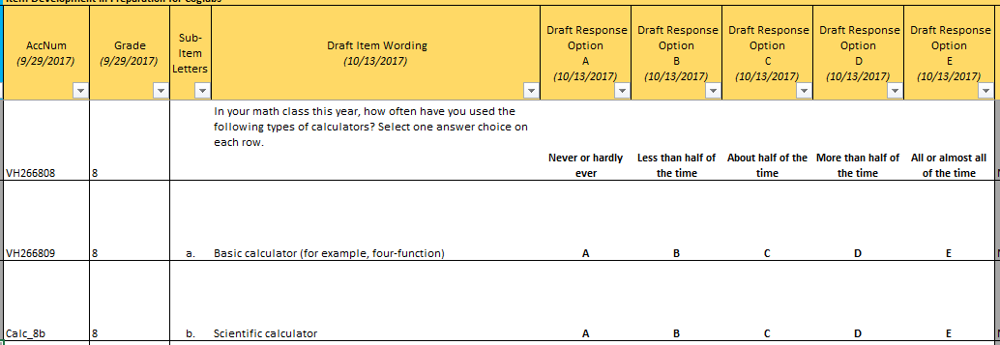 Item Development in Preparation for Coglabs
AccNum
(9/29/2017)
Grade
(9/29/2017)
Sub-
Item
Letters
Draft Item Wording
(10/13/2017)
Draft Response
Option
A
(10/13/2017)
Draft Response
Option
B
(10/13/2017)
Draft Response
Option
C
(10/13/2017)
Draft Response
Option
D
(10/13/2017)
Draft Response
Option
E
(10/13/2017)
VH266808
8
In your math class this year, how often have you used the
following types of calculators? Select one answer choice on
each row.
Never or hardly
ever
Less than half of
the time
About half of the
time
More than half of
the time
All or almost all
of the time
VH266809 8 a. Basic calculator (for example, four-function) A B C D E
Calc_8b 8 b. Scientific calculator A B C D E